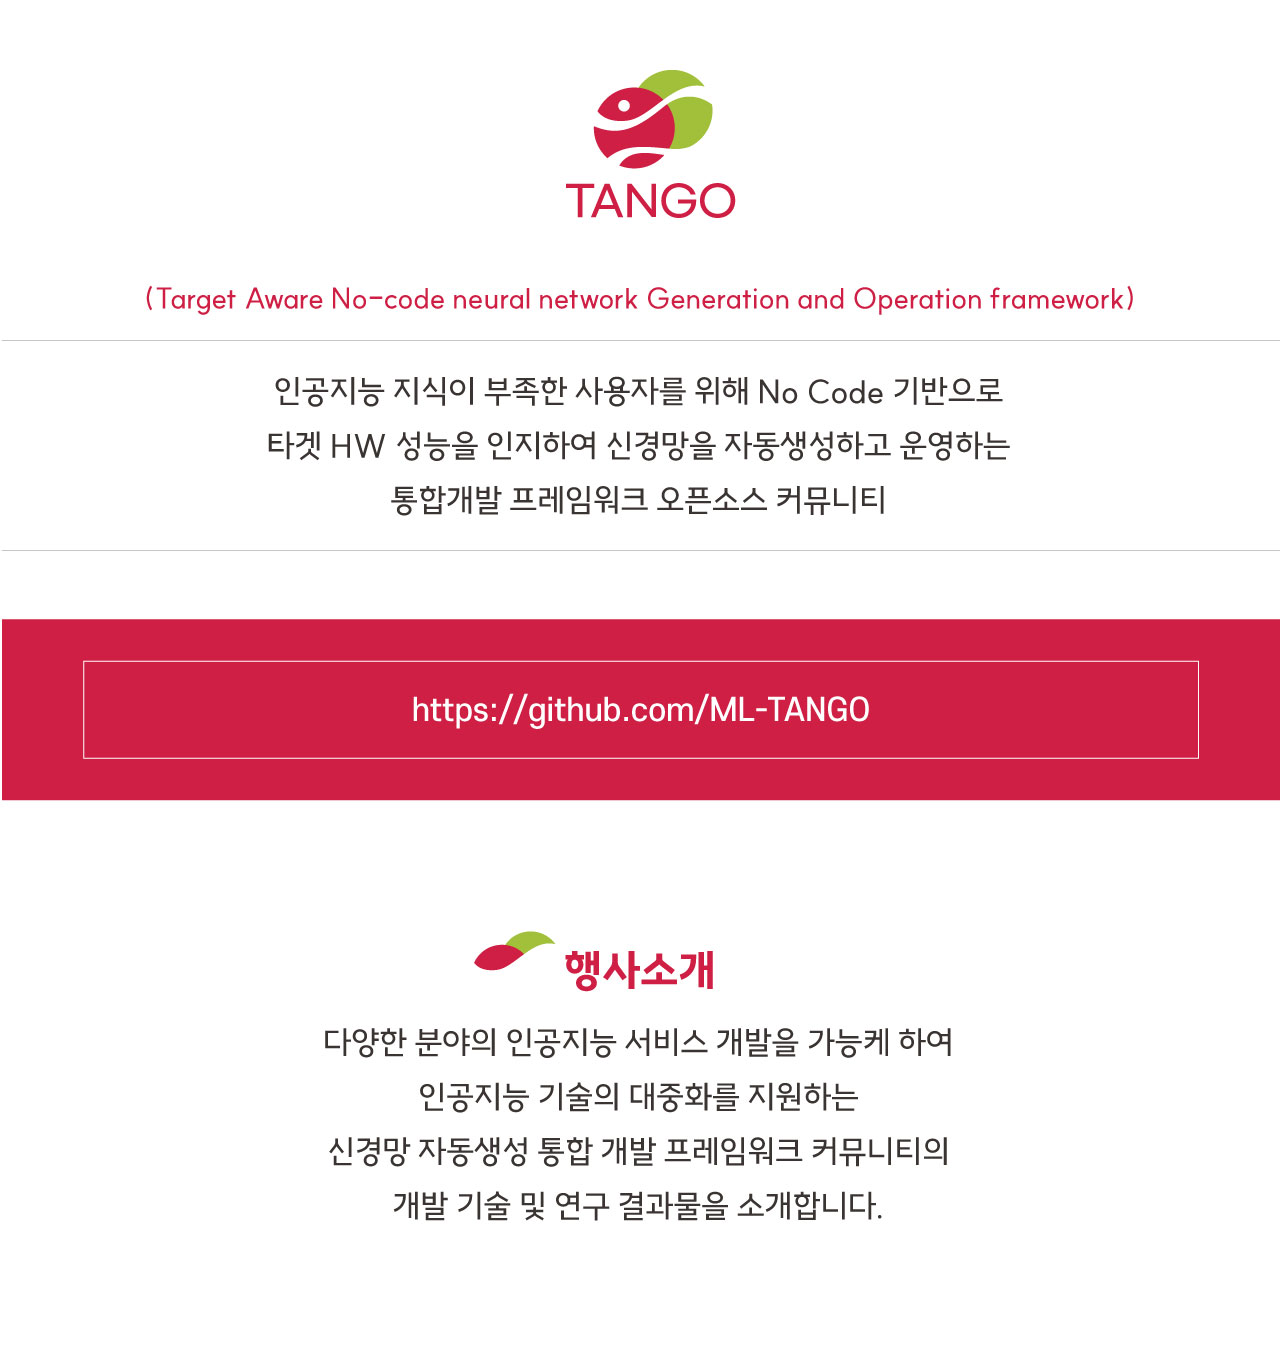 TANGO
(Target Aware No-code neural network Generation and Operation framework)
인공지능 지식이 부족한 사용자를 위해 No Code 기반으로
타겟 HW 성능을 인지하여 신경망을 자동생성하고 운영하는
통합개발 프레임워크 오픈소스 커뮤니티
https://github.com/ML-TANGO
행사소개
다양한 분야의 인공지능 서비스 개발을 가능케 하여
인공지능 기술의 대중화를 지원하는
신경망 자동생성 통합 개발 프레임워크 커뮤니티의
개발 기술 및 연구 결과물을 소개합니다.